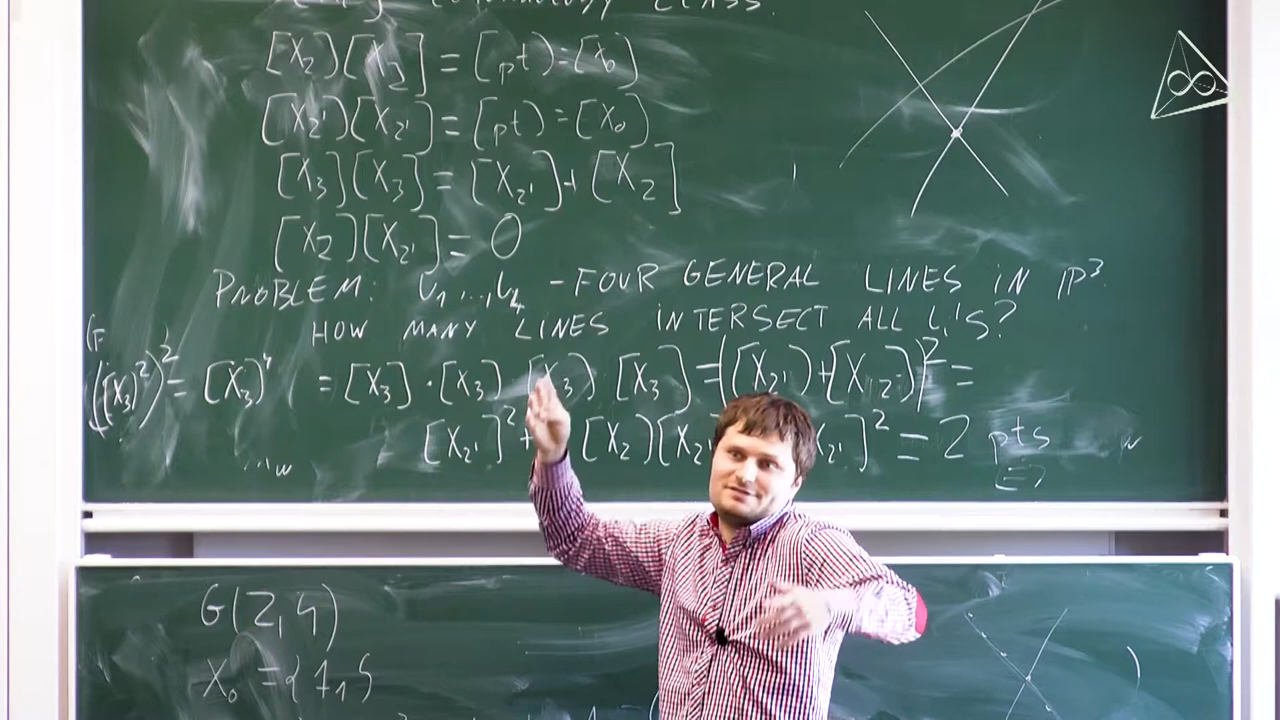 CLASS.
[X₂][X₂] = [pt] = [X₀]
[X₂'][X₂'] = [pt] = [X₀]
[X₃][X₃] = [X₂'] + [X₂]
[X₂][X₂'] = 0
PROBLEM: L₁,...,L₄ - FOUR GENERAL LINES IN ℙ³.
HOW MANY LINES INTERSECT ALL Lᵢ'S?
([X₃]²)² = [X₃]⁴ = [X₃]·[X₃] [X₃] [X₃] = ([X₂'] + [X₂])² =
[X₂']² + [X₂][X₂' X₂']² = 2 pts
G(2,4)
X₀ = {1,